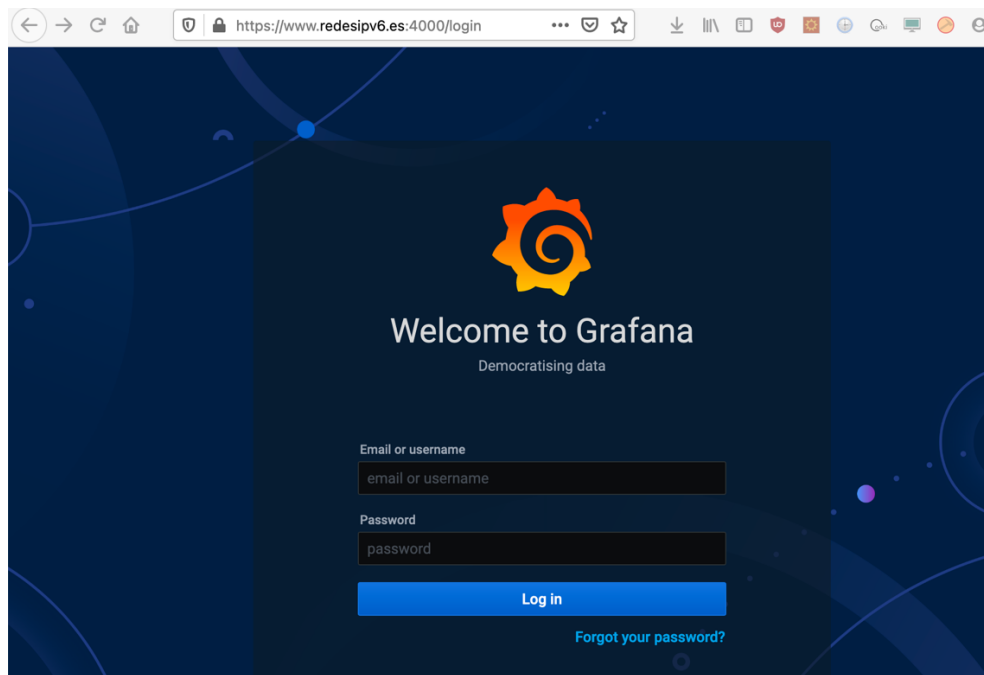 https://www.redesipv6.es:4000/login
Welcome to Grafana
Democratising data
Email or username
email or username
Password
password
Log in
Forgot your password?